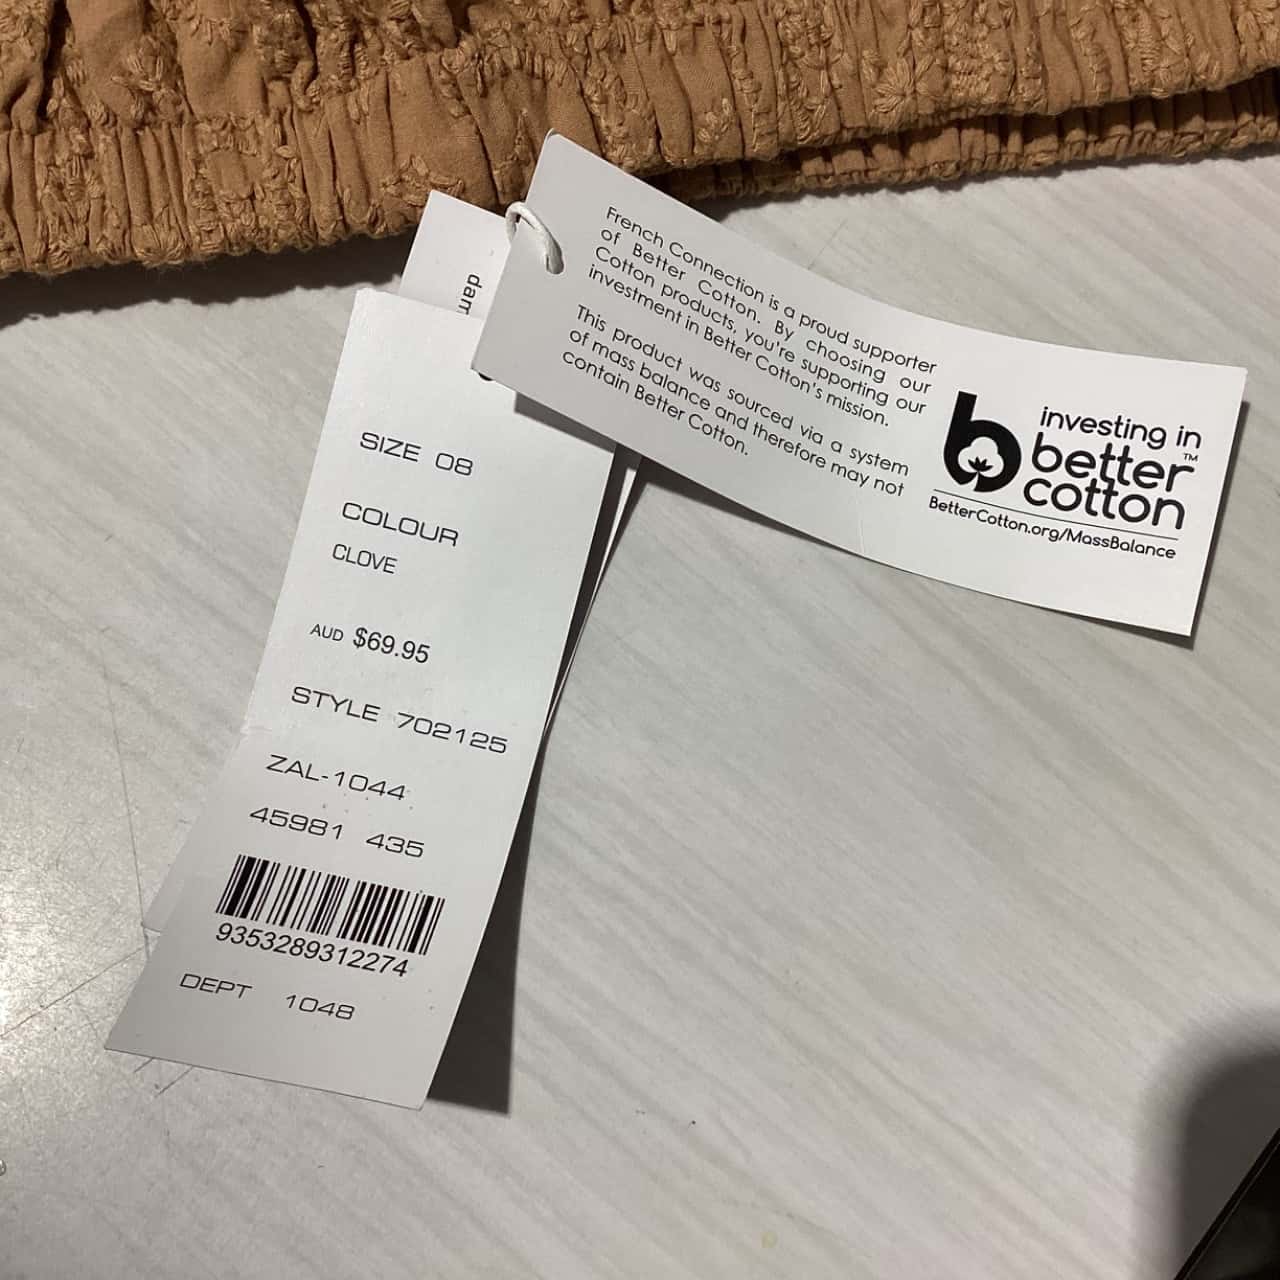 French Connection is a proud supporter
of Better Cotton. By choosing our
Cotton products, you're supporting our
investment in Better Cotton's mission.
This product was sourced via a system
of mass balance and therefore may not
contain Better Cotton.
investing in
better™
cotton
BetterCotton.org/MassBalance
SIZE 08
COLOUR
CLOVE
AUD $69.95
STYLE 702125
ZAL-1044
45981 435
9353289312274
DEPT 1048